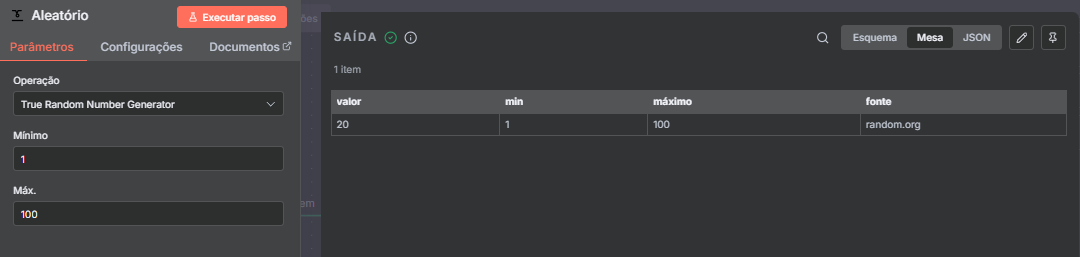 Aleatório
Executar passo
Parâmetros Configurações Documentos
Operação
True Random Number Generator
Mínimo
1
Máx.
100
SAÍDA
Esquema Mesa JSON
1 item
valor min máximo fonte
20 1 100 random.org